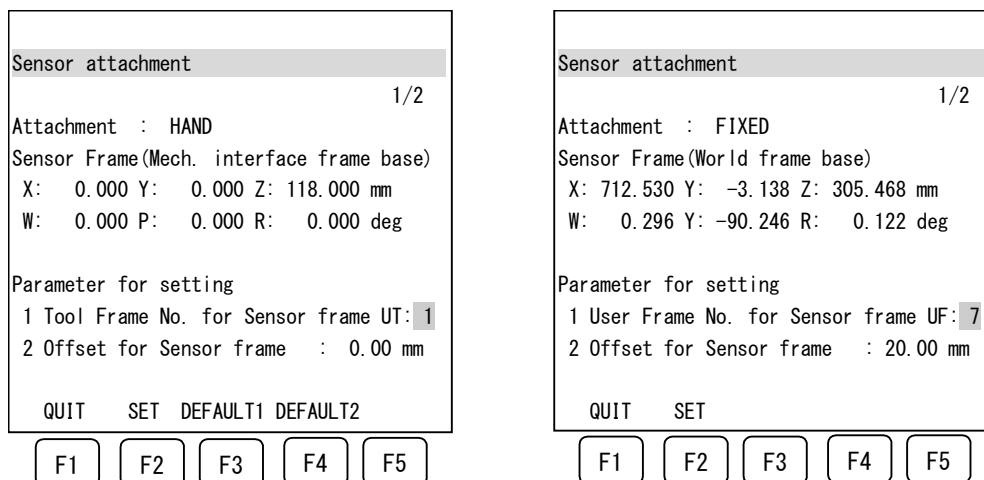 Sensor attachment
1/2
Attachment : HAND
Sensor Frame(Mech. interface frame base)
X: 0.000 Y: 0.000 Z: 118.000 mm
W: 0.000 P: 0.000 R: 0.000 deg
Parameter for setting
1 Tool Frame No. for Sensor frame UT: 1
2 Offset for Sensor frame : 0.00 mm
QUIT SET DEFAULT1 DEFAULT2
F1 F2 F3 F4 F5
Sensor attachment
1/2
Attachment : FIXED
Sensor Frame(World frame base)
X: 712.530 Y: -3.138 Z: 305.468 mm
W: 0.296 Y: -90.246 R: 0.122 deg
Parameter for setting
1 User Frame No. for Sensor frame UF: 7
2 Offset for Sensor frame : 20.00 mm
QUIT SET
F1 F2 F3 F4 F5